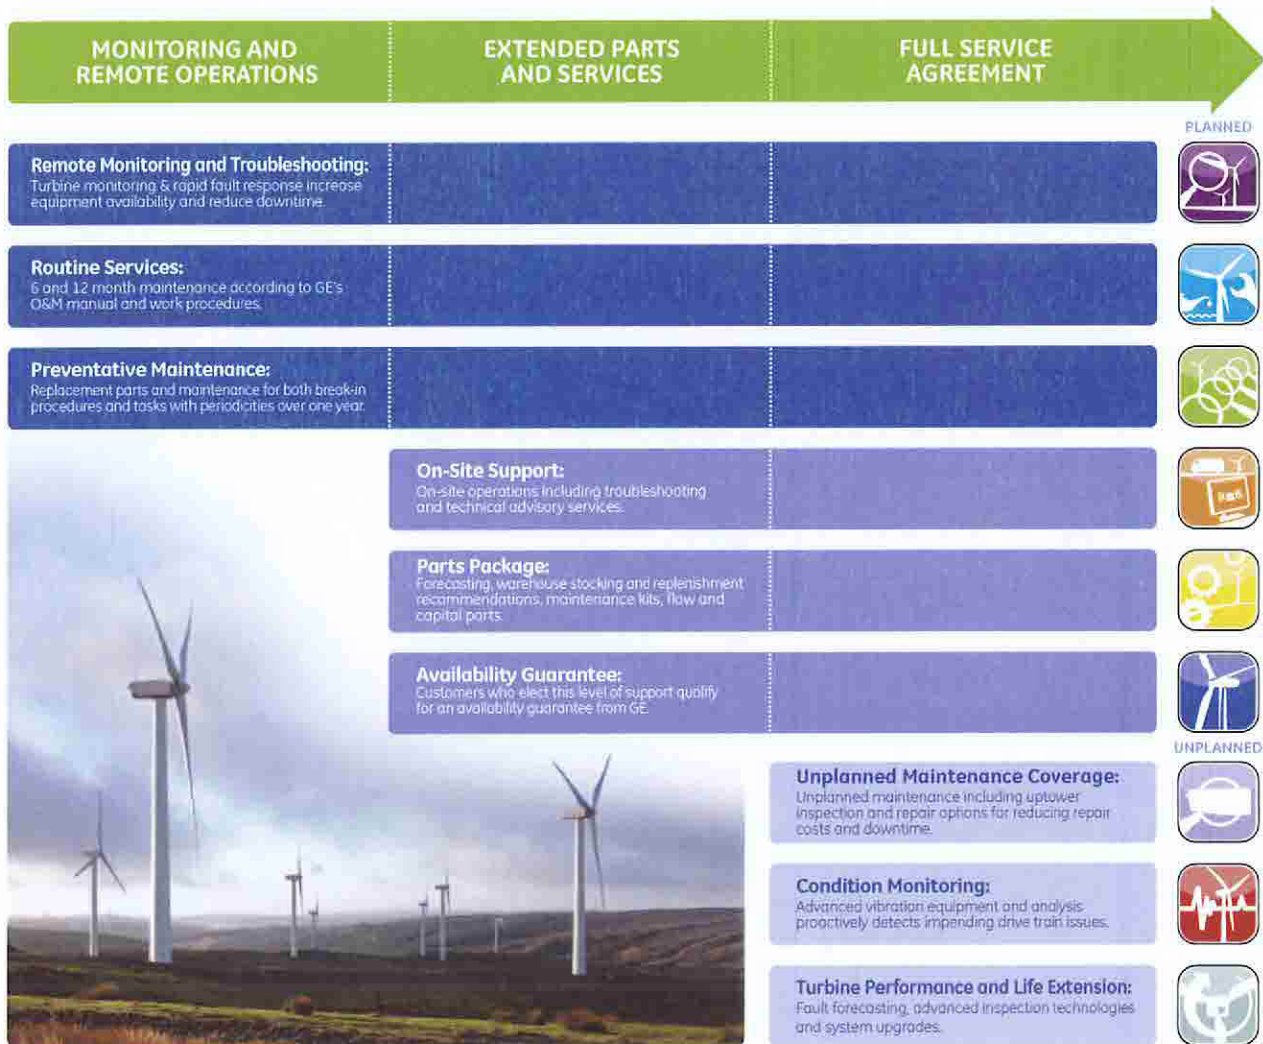 MONITORING AND
REMOTE OPERATIONS
EXTENDED PARTS
AND SERVICES
FULL SERVICE
AGREEMENT
PLANNED
Remote Monitoring and Troubleshooting:
Turbine monitoring & rapid fault response increase
equipment availability and reduce downtime.
Routine Services:
6 and 12 month maintenance according to GE's
O&M manual and work procedures.
Preventative Maintenance:
Replacement parts and maintenance for both break-in
procedures and tasks with periodicities over one year.
On-Site Support:
On-site operations including troubleshooting
and technical advisory services.
Parts Package:
Forecasting, warehouse stocking and replenishment
recommendations, maintenance kits, flow and
capital parts.
Availability Guarantee:
Customers who elect this level of support qualify
for an availability guarantee from GE.
UNPLANNED
Unplanned Maintenance Coverage:
Unplanned maintenance including uptower
inspection and repair options for reducing repair
costs and downtime.
Condition Monitoring:
Advanced vibration equipment and analysis
proactively detects impending drive train issues.
Turbine Performance and Life Extension:
Fault forecasting, advanced inspection technologies
and system upgrades.